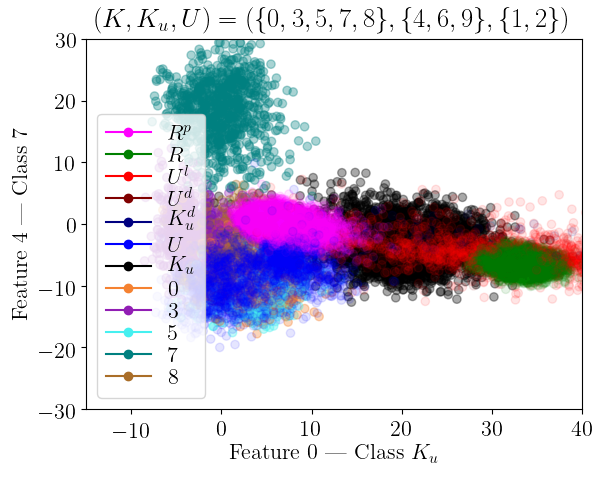 (K, K_u, U) = ({0, 3, 5, 7, 8}, {4, 6, 9}, {1, 2})
Feature 4 — Class 7
30
20
10
0
−10
−20
−30
R^p
R
U^l
U^d
K_u^d
U
K_u
0
3
5
7
8
−10 0 10 20 30 40
Feature 0 — Class K_u